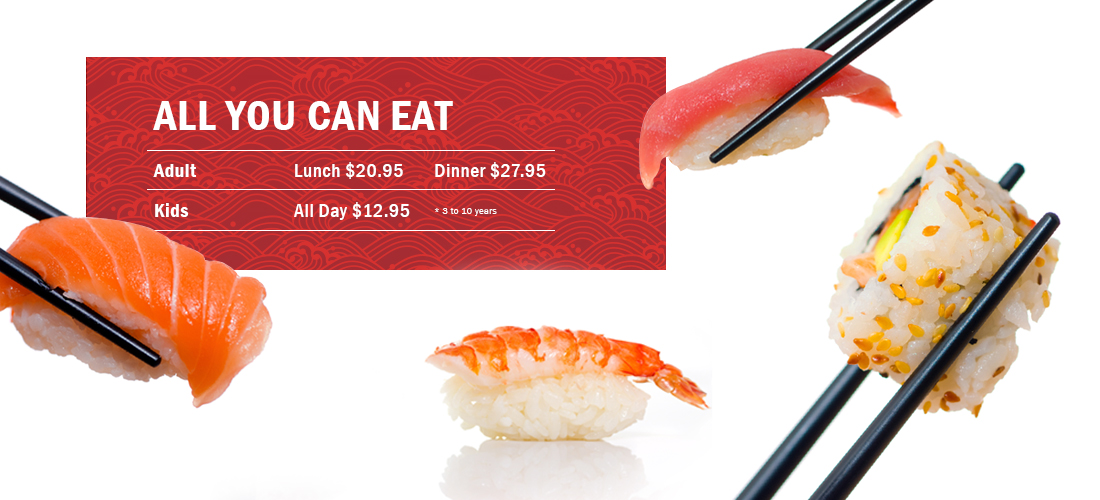 ALL YOU CAN EAT
Adult Lunch $20.95 Dinner $27.95
Kids All Day $12.95 * 3 to 10 years